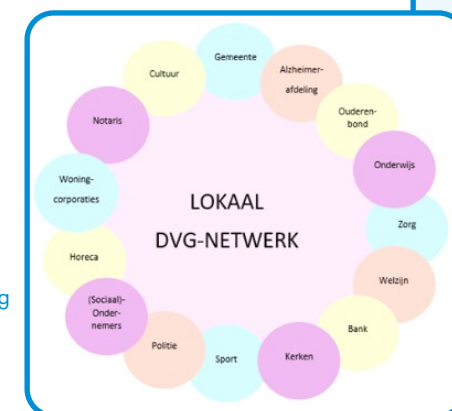 Gemeente
Alzheimer-
afdeling
Ouderen-
bond
Onderwijs
Zorg
Welzijn
Bank
Kerken
Sport
Politie
(Sociaal)-
Onder-
nemers
Horeca
Woning-
corporaties
Notaris
Cultuur
LOKAAL
DVG-NETWERK